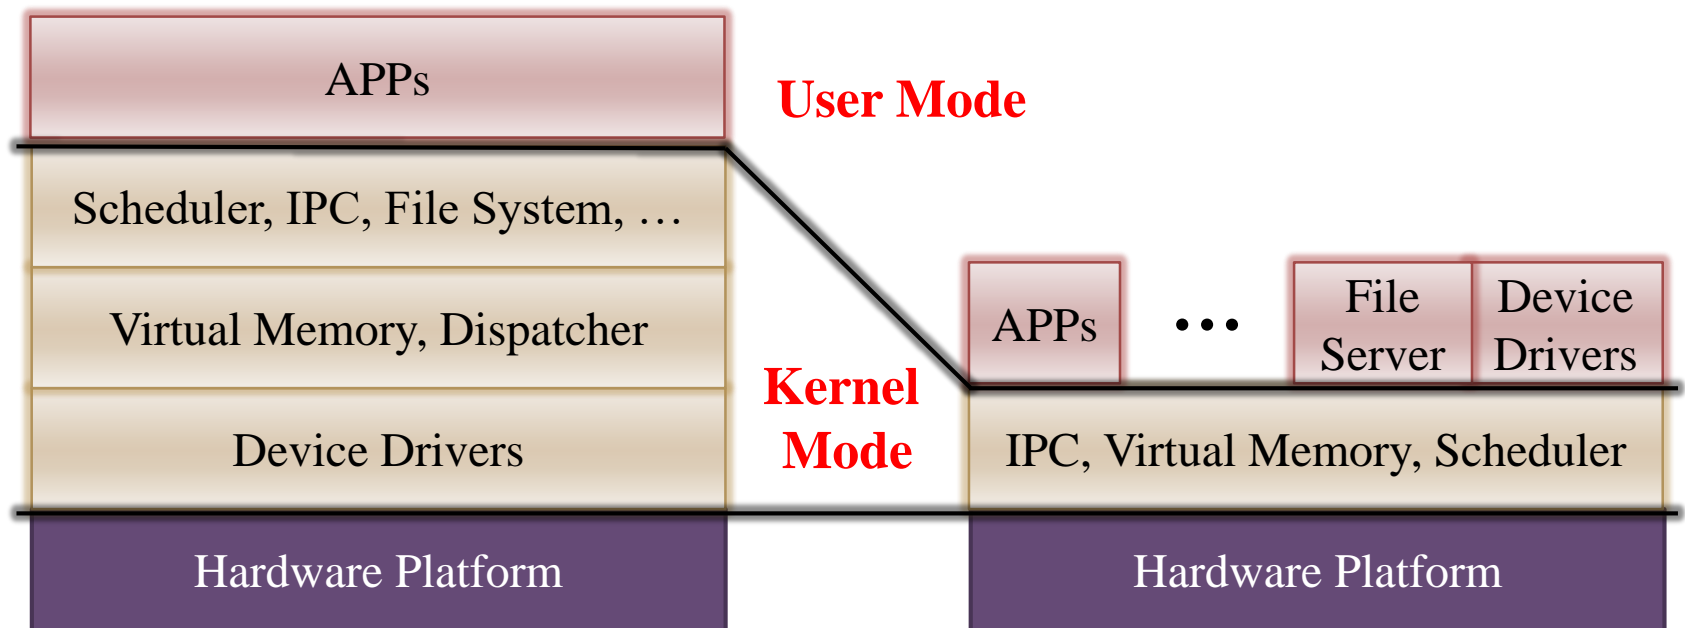 APPs
User Mode
Scheduler, IPC, File System, …
Virtual Memory, Dispatcher
Device Drivers
Hardware Platform
Kernel
Mode
APPs
…
File
Server
Device
Drivers
IPC, Virtual Memory, Scheduler
Hardware Platform